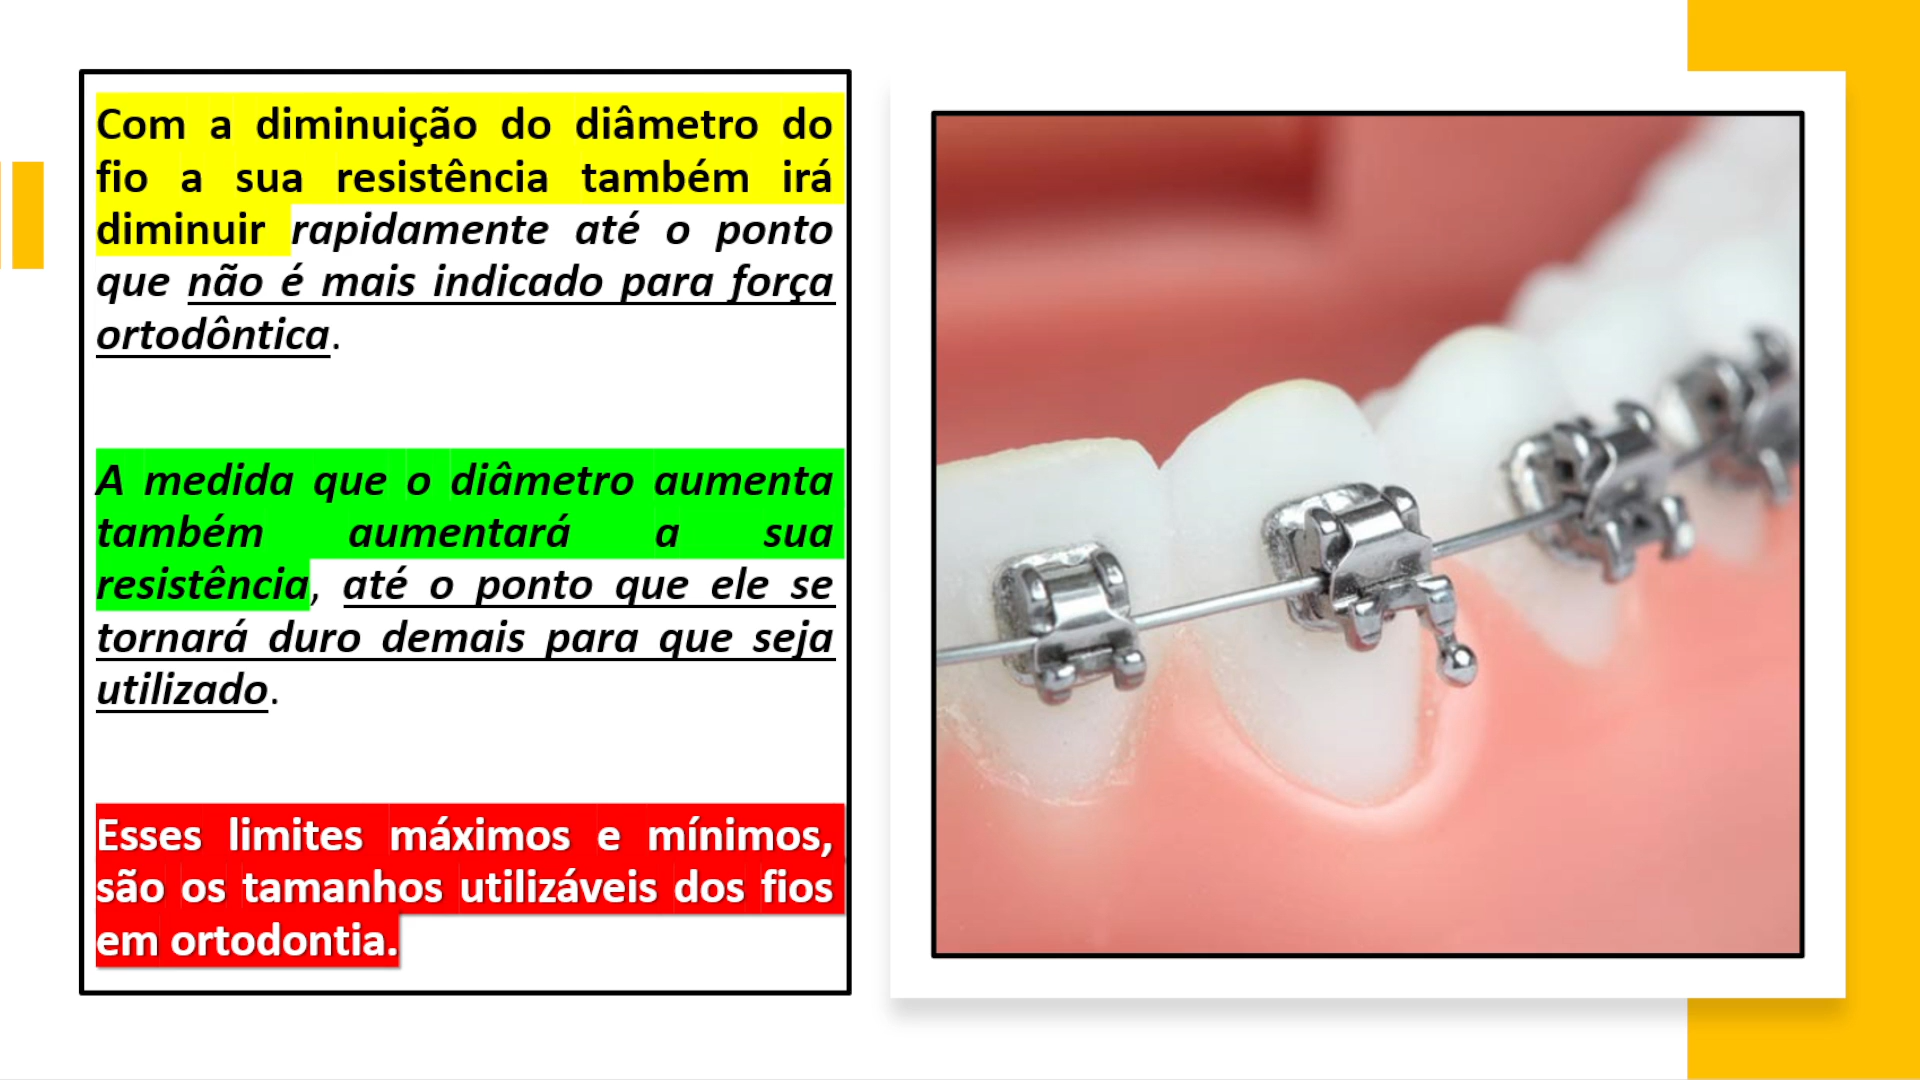 Com a diminuição do diâmetro do
fio a sua resistência também irá
diminuir rapidamente até o ponto
que não é mais indicado para força
ortodôntica.
A medida que o diâmetro aumenta
também aumentará a sua
resistência, até o ponto que ele se
tornará duro demais para que seja
utilizado.
Esses limites máximos e mínimos,
são os tamanhos utilizáveis dos fios
em ortodontia.